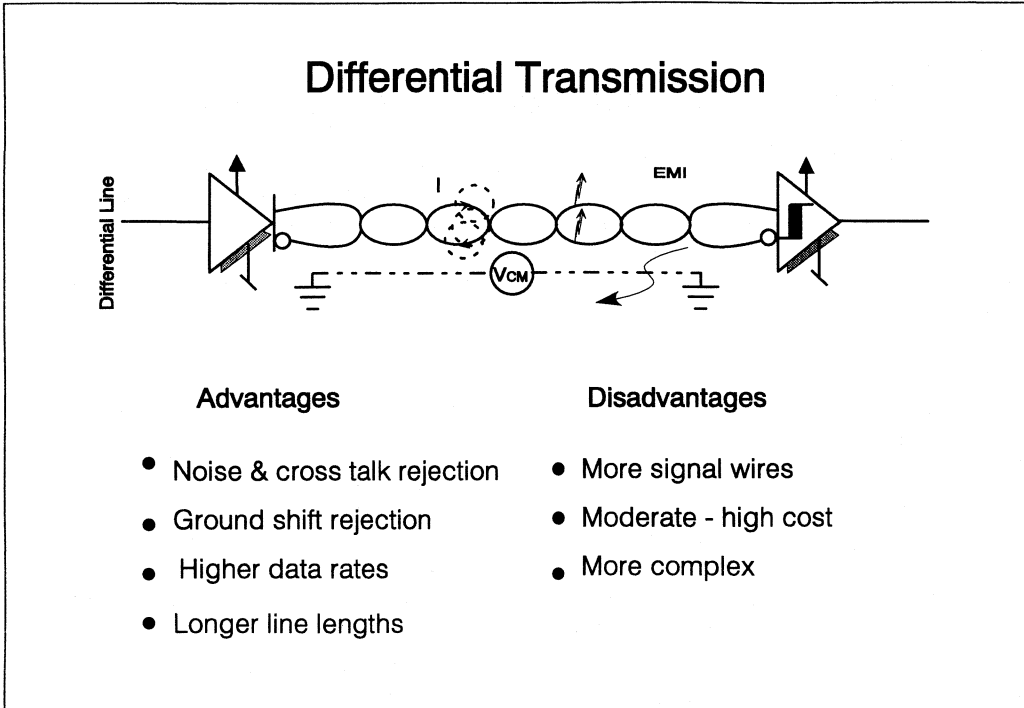 Differential Transmission
Differential Line
I
EMI
VCM
Advantages
• Noise & cross talk rejection
• Ground shift rejection
• Higher data rates
• Longer line lengths
Disadvantages
• More signal wires
• Moderate - high cost
• More complex